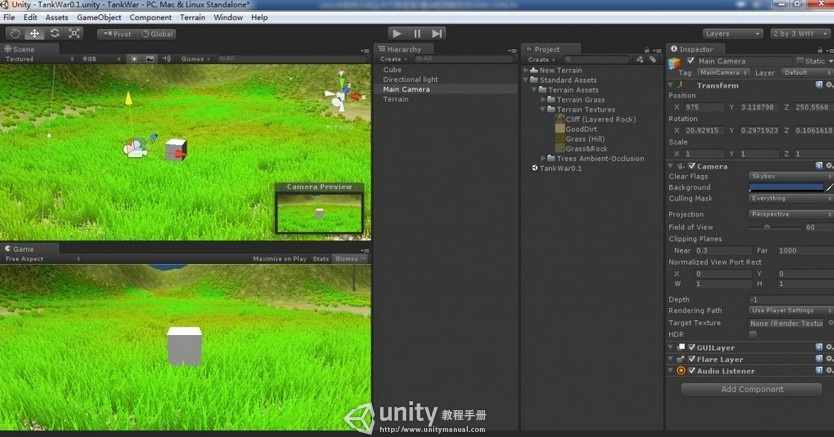 Unity - TankWar0.1.unity - TankWar - PC, Mac & Linux Standalone*
File Edit Assets GameObject Component Terrain Window Help
Pivot Global Layers 2 by 3 WHY
Scene
Textured RGB Gizmos All
Camera Preview
Game
Free Aspect Maximize on Play Stats Gizmos
Hierarchy
Create All
Cube
Directional light
Main Camera
Terrain
Project
Create
New Terrain
Standard Assets
Terrain Assets
Terrain Grass
Terrain Textures
Cliff (Layered Rock)
GoodDirt
Grass (Hill)
Grass&Rock
Trees Ambient-Occlusion
TankWar0.1
Inspector
Main Camera Static
Tag MainCamera Layer Default
Transform
Position
X 975 Y 3.118798 Z 250.5568
Rotation
X 20.92915 Y 0.2971923 Z 0.1061618
Scale
X 1 Y 1 Z 1
Camera
Clear Flags Skybox
Background
Culling Mask Everything
Projection Perspective
Field of View 60
Clipping Planes
Near 0.3 Far 1000
Normalized View Port Rect
X 0 Y 0
W 1 H 1
Depth -1
Rendering Path Use Player Settings
Target Texture None (Render Textu
HDR
GUILayer
Flare Layer
Audio Listener
Add Component
unity 教程手册
http://www.unitymanual.com